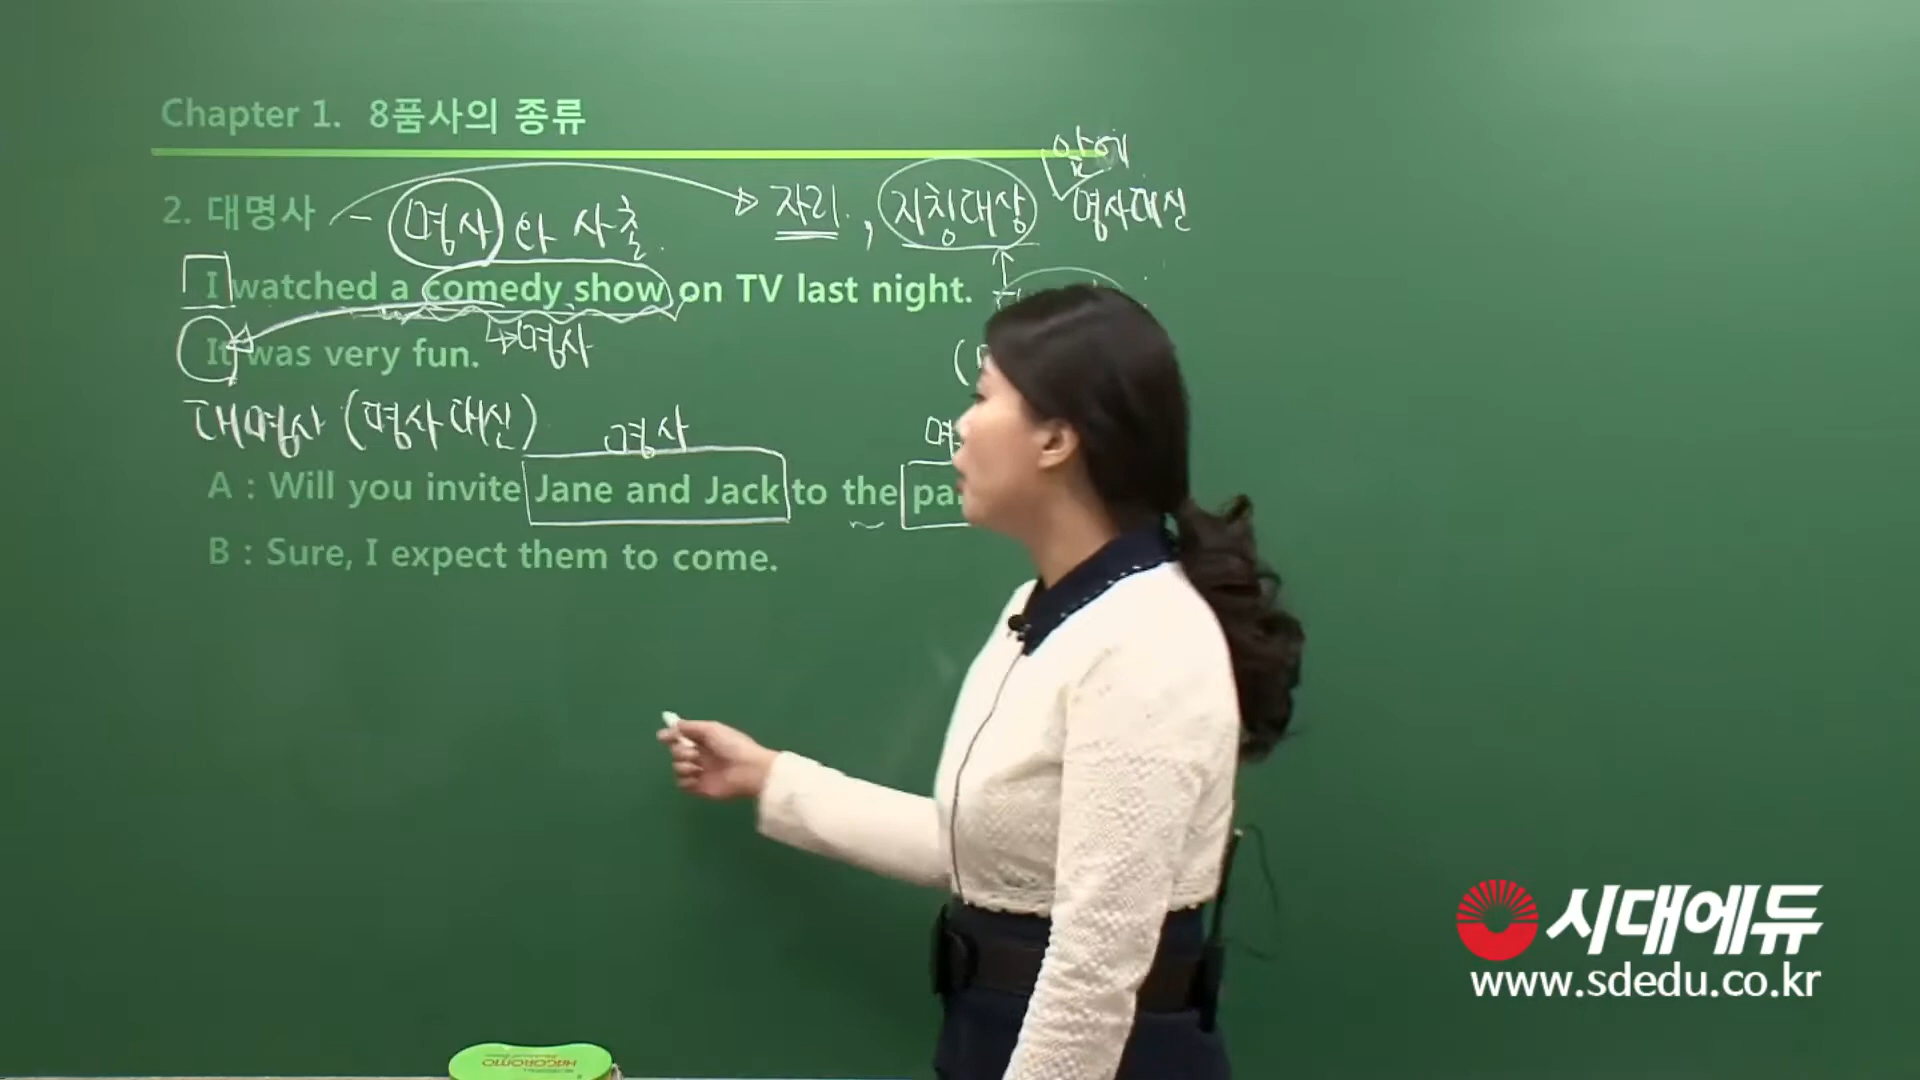 Chapter 1. 8품사의 종류
앞에
2. 대명사 - 명사와 사촌. → 자리, 지칭대상 명사대신
I watched a comedy show on TV last night.
It was very fun. ↳명사
대명사 (명사대신) 명사
A : Will you invite Jane and Jack to the
B : Sure, I expect them to come.
시대에듀
www.sdedu.co.kr
HAGOROMO